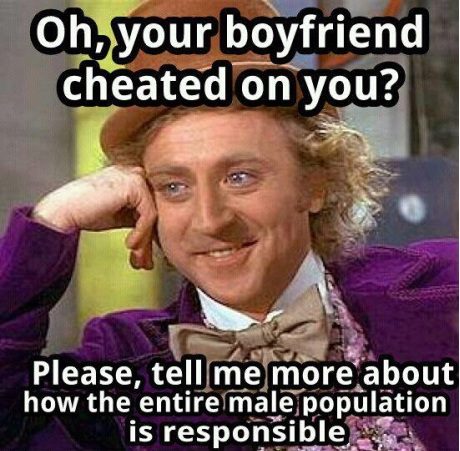 Oh, your boyfriend
cheated on you?
Please, tell me more about
how the entire male population
is responsible